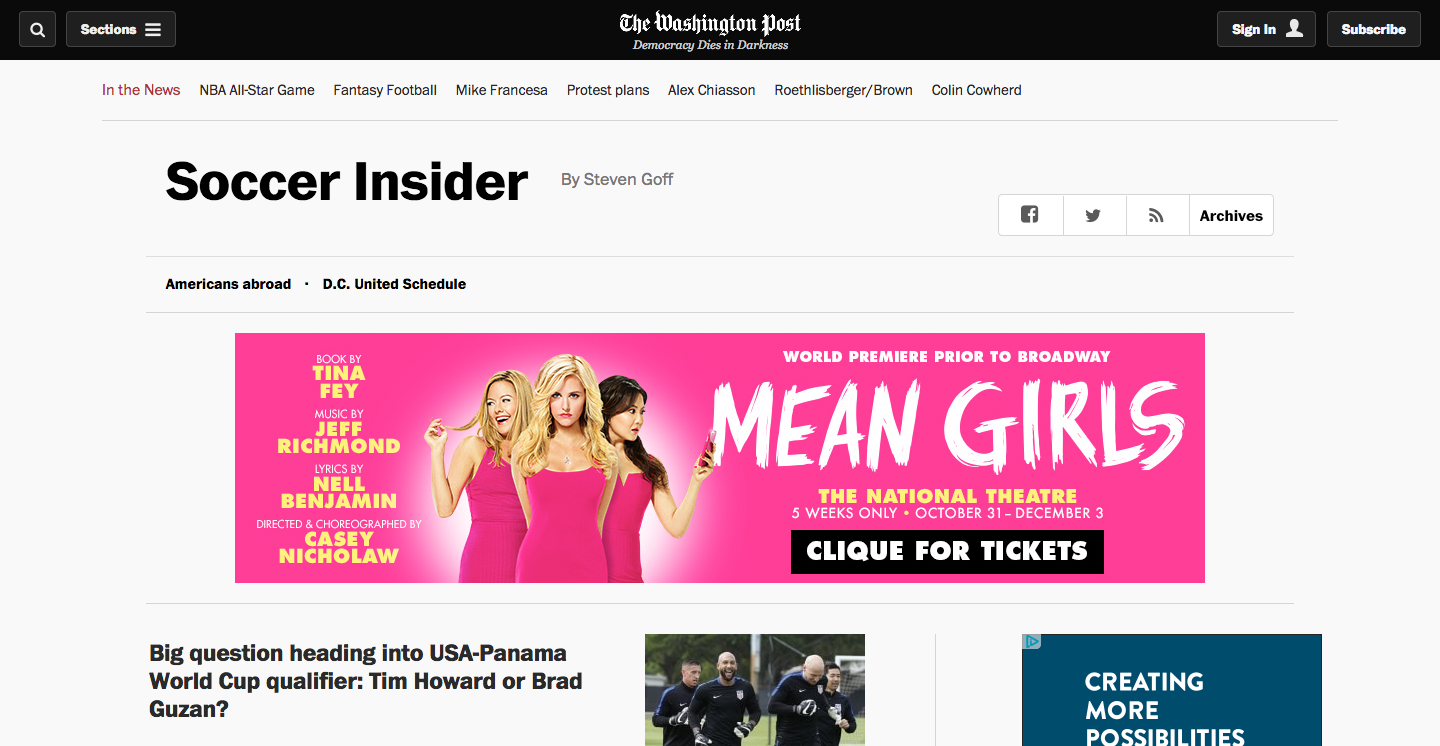 Sections
The Washington Post
Democracy Dies in Darkness
Sign In
Subscribe
In the News NBA All-Star Game Fantasy Football Mike Francesa Protest plans Alex Chiasson Roethlisberger/Brown Colin Cowherd
Soccer Insider By Steven Goff
Archives
Americans abroad · D.C. United Schedule
BOOK BY
TINA
FEY
MUSIC BY
JEFF
RICHMOND
LYRICS BY
NELL
BENJAMIN
DIRECTED & CHOREOGRAPHED BY
CASEY
NICHOLAW
WORLD PREMIERE PRIOR TO BROADWAY
MEAN GIRLS
THE NATIONAL THEATRE
5 WEEKS ONLY • OCTOBER 31–DECEMBER 3
CLIQUE FOR TICKETS
Big question heading into USA-Panama
World Cup qualifier: Tim Howard or Brad
Guzan?
CREATING
MORE
POSSIBILITIES